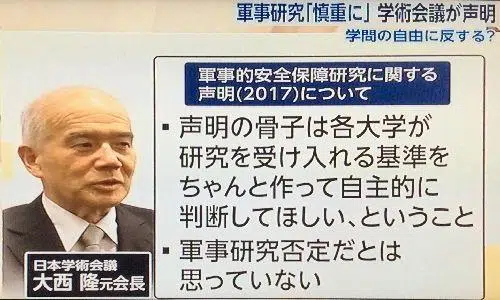 軍事研究「慎重に」 学術会議が声明
学問の自由に反する?
軍事的安全保障研究に関する
声明(2017)について
▪ 声明の骨子は各大学が
研究を受け入れる基準を
ちゃんと作って自主的に
判断してほしい、ということ
▪ 軍事研究否定だとは
思っていない
日本学術会議
大西 隆元会長